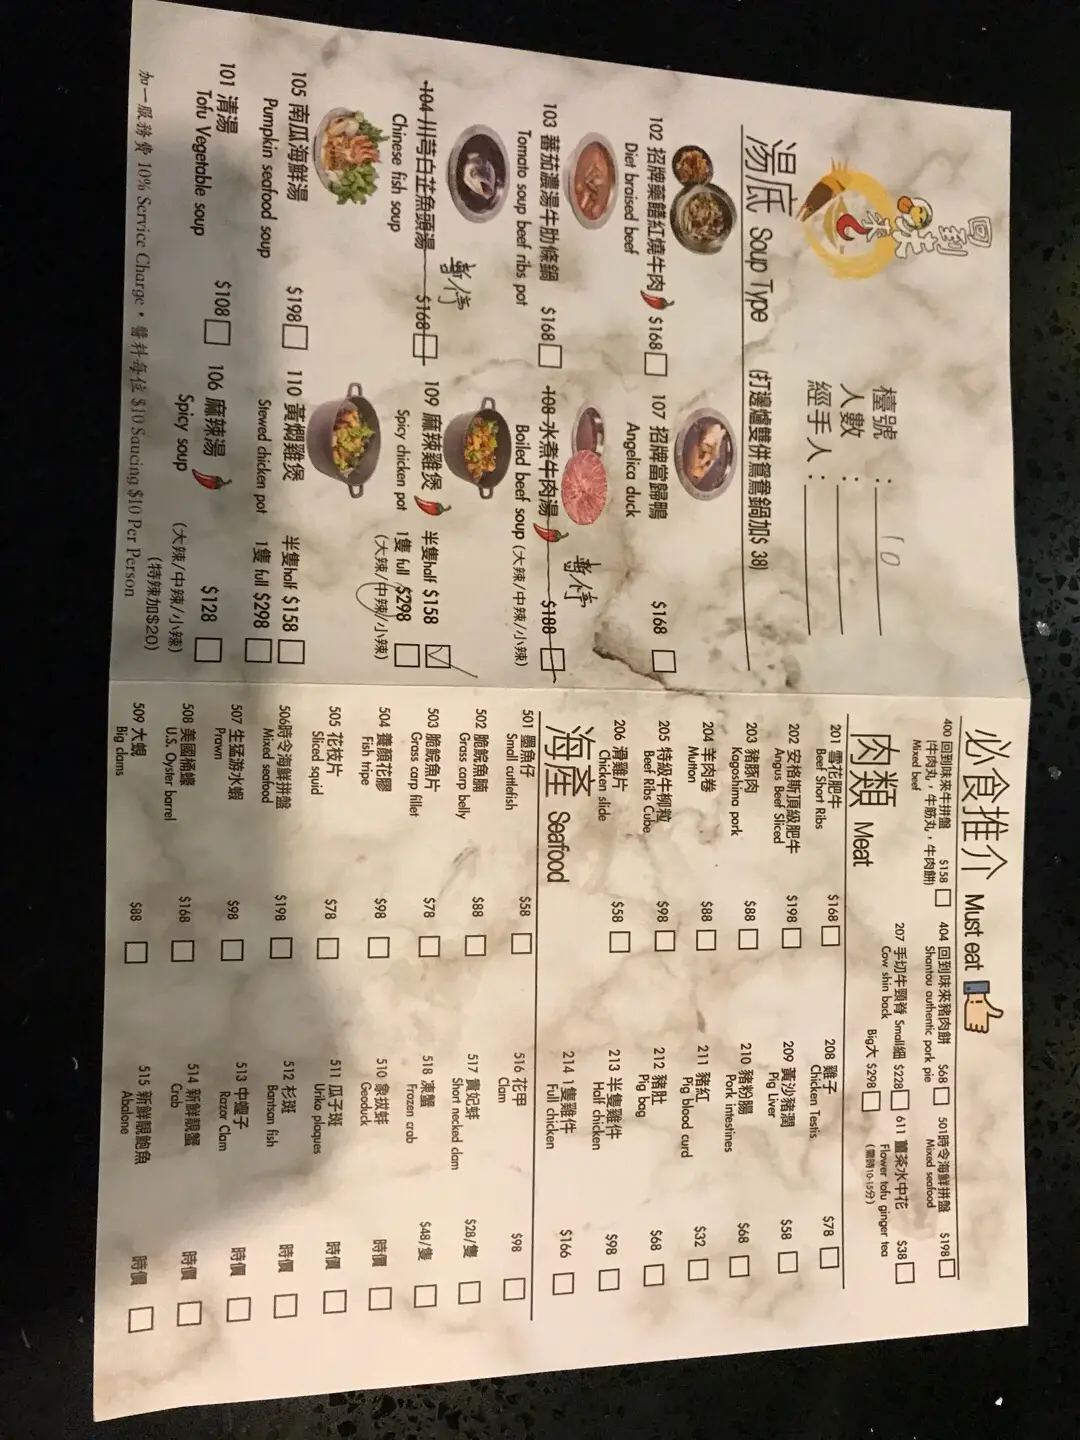 回到
味來
檯號：10
人數：
經手人：
湯底 Soup Type (打邊爐雙併鴛鴦鍋加$ 38)
102 招牌藥膳紅燒牛肉 $168
Diet braised beef
107 招牌當歸鴨 $168
Angelica duck
103 蕃茄濃湯牛肋條鍋 $168
Tomato soup beef ribs pot
108 水煮牛肉湯 $188
Boiled beef soup (大辣/中辣/小辣)
暫停
104 川芎白芷魚頭湯 $168
Chinese fish soup
暫停
109 麻辣雞煲 半隻half $158
Spicy chicken pot 1隻 full $298
(大辣/中辣/小辣)
105 南瓜海鮮湯 $198
Pumpkin seafood soup
110 黃燜雞煲 半隻half $158
Stewed chicken pot 1隻 full $298
101 清湯 $108
Tofu Vegetable soup
106 麻辣湯 $128
Spicy soup (大辣/中辣/小辣)
(特辣加$20)
加一服務費 10% Service Charge • 醬料每位 $10 Saucing $10 Per Person
必食推介 Must eat
400 回到味來牛拼盤 $158
(牛肉丸，牛筋丸，牛肉餅)
Mixed beef
404 回到味來豬肉餅 $68
Shantou authentic pork pie
501時令海鮮拼盤 $198
Mixed seafood
207 手切牛頸脊 Small細 $228
Cow shin back Big大 $298
611 薑茶水中花 $38
Flower tofu ginger tea
(需時10-15分)
肉類 Meat
201 雪花肥牛 $168
Beef Short Ribs
208 雞子 $78
Chicken Testis
202 安格斯頂級肥牛 $198
Angus Beef Sliced
209 黃沙豬潤 $58
Pig Liver
203 豬豚肉 $88
Kagoshima pork
210 豬粉腸 $68
Pork intestines
204 羊肉卷 $88
Mutton
211 豬紅 $32
Pig blood curd
205 特級牛柳粒 $98
Beef Ribs Cube
212 豬肚 $68
Pig bag
206 滑雞片 $58
Chicken slide
213 半隻雞件 $98
Half chicken
214 1隻雞件 $166
Full chicken
海產 Seafood
501 墨魚仔 $58
Small cuttlefish
516 花甲 $98
Clam
502 脆鯇魚腩 $88
Grass carp belly
517 貴妃蚌 $28/隻
Short necked clam
503 脆鯇魚片 $78
Grass carp fillet
518 凍蟹 $48/隻
Frozen crab
504 養顏花膠 $98
Fish tripe
510 象拔蚌 時價
Geoduck
505 花枝片 $78
Sliced squid
511 瓜子斑 時價
Uriko plaques
506時令海鮮拼盤 $198
Mixed seafood
512 杉斑 時價
Bantsan fish
507 生猛游水蝦 $98
Prawn
513 中蟶子 時價
Razor Clam
508 美國桶蠔 $168
U.S. Oyster barrel
514 新鮮靚蟹 時價
Crab
509 大蜆 $88
Big clams
515 新鮮靚鮑魚 時價
Abalone